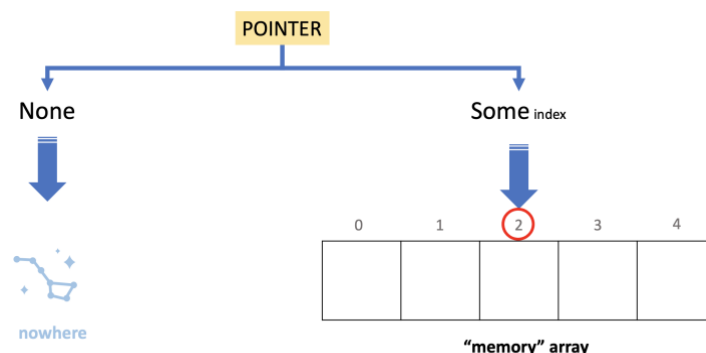 POINTER
None
Some index
0 1 2 3 4
nowhere
“memory” array